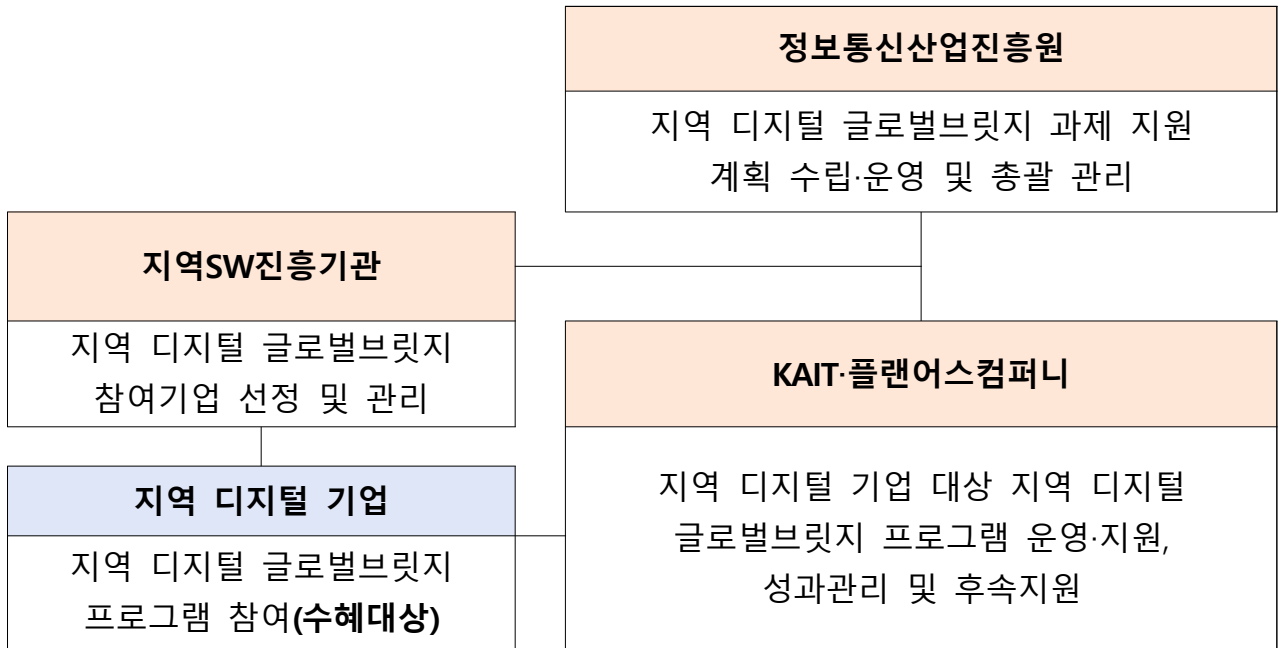 정보통신산업진흥원
지역 디지털 글로벌브릿지 과제 지원
계획 수립·운영 및 총괄 관리
지역SW진흥기관
지역 디지털 글로벌브릿지
참여기업 선정 및 관리
지역 디지털 기업
지역 디지털 글로벌브릿지
프로그램 참여(수혜대상)
KAIT·플랜어스컴퍼니
지역 디지털 기업 대상 지역 디지털
글로벌브릿지 프로그램 운영·지원,
성과관리 및 후속지원